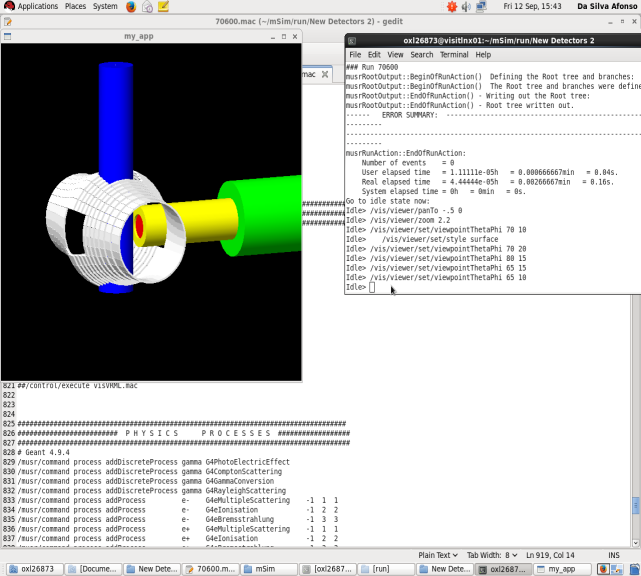 Applications Places System
Fri 12 Sep, 15:43 Da Silva Afonso
70600.mac (~/mSim/run/New Detectors 2) - gedit
my_app
oxl26873@visitlnx01:~/mSim/run/New Detectors 2
File Edit View Search Terminal Help
mac
### Run 70600
musrRootOutput::BeginOfRunAction() Defining the Root tree and branches:
musrRootOutput::BeginOfRunAction() The Root tree and branches were define
musrRootOutput::EndOfRunAction() - Writing out the Root tree:
musrRootOutput::EndOfRunAction() - Root tree written out.
------ ERROR SUMMARY:
musrRunAction::EndOfRunAction:
Number of events = 0
User elapsed time = 1.11111e-05h = 0.000666667min = 0.04s.
Real elapsed time = 4.44444e-05h = 0.00266667min = 0.16s.
System elapsed time = 0h = 0min = 0s.
Go to idle state now:
Idle> /vis/viewer/panTo -.5 0
Idle> /vis/viewer/zoom 2.2
Idle> /vis/viewer/set/viewpointThetaPhi 70 10
Idle> /vis/viewer/set/style surface
Idle> /vis/viewer/set/viewpointThetaPhi 70 20
Idle> /vis/viewer/set/viewpointThetaPhi 80 15
Idle> /vis/viewer/set/viewpointThetaPhi 65 15
Idle> /vis/viewer/set/viewpointThetaPhi 65 10
Idle>
821 ##/control/execute visVRML.mac
822
823
824
825 ##########################################################################
826 ######################## P H Y S I C S P R O C E S S E S ##################
827 ##########################################################################
828 # Geant 4.9.4
829 /musr/command process addDiscreteProcess gamma G4PhotoElectricEffect
830 /musr/command process addDiscreteProcess gamma G4ComptonScattering
831 /musr/command process addDiscreteProcess gamma G4GammaConversion
832 /musr/command process addDiscreteProcess gamma G4RayleighScattering
833 /musr/command process addProcess e- G4eMultipleScattering -1 1 1
834 /musr/command process addProcess e- G4eIonisation -1 2 2
835 /musr/command process addProcess e- G4eBremsstrahlung -1 3 3
836 /musr/command process addProcess e+ G4eMultipleScattering -1 1 1
837 /musr/command process addProcess e+ G4eIonisation -1 2 2
Plain Text Tab Width: 8 Ln 919, Col 14 INS
oxl26873 [Docume... New Dete... 70600.m... mSim [oxl2687... [run] New Dete... oxl2687... my_app